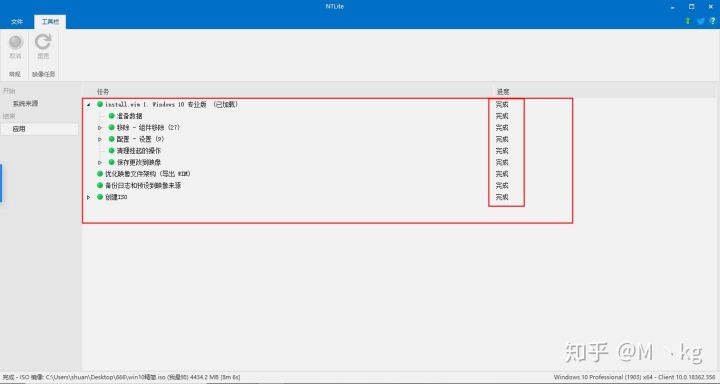 NTLite
文件 工具栏
取消 重置
常规 映像任务
开始
系统来源
结束
应用
任务 进度
install.wim 1. Windows 10 专业版 (已加载) 完成
准备数据 完成
移除 - 组件移除 (27) 完成
配置 - 设置 (9) 完成
清理挂起的操作 完成
保存更改到映像 完成
优化映像文件架构 (导出 WIM) 完成
备份日志和预设到映像来源 完成
创建ISO 完成
知乎 @M丶kg
完成 - ISO 镜像: C:\Users\shuan\Desktop\666\win10精简.iso (我最帅) 4434.2 MB [8m 6s]
Windows 10 Professional (1903) x64 - Client 10.0.18362.356